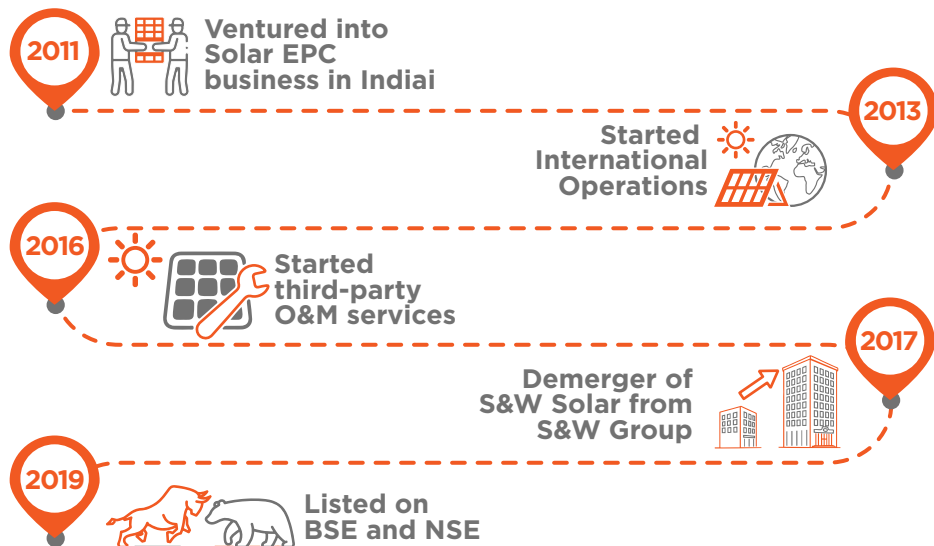 2011
Ventured into
Solar EPC
business in Indiai
2013
Started
International
Operations
2016
Started
third-party
O&M services
2017
Demerger of
S&W Solar from
S&W Group
2019
Listed on
BSE and NSE